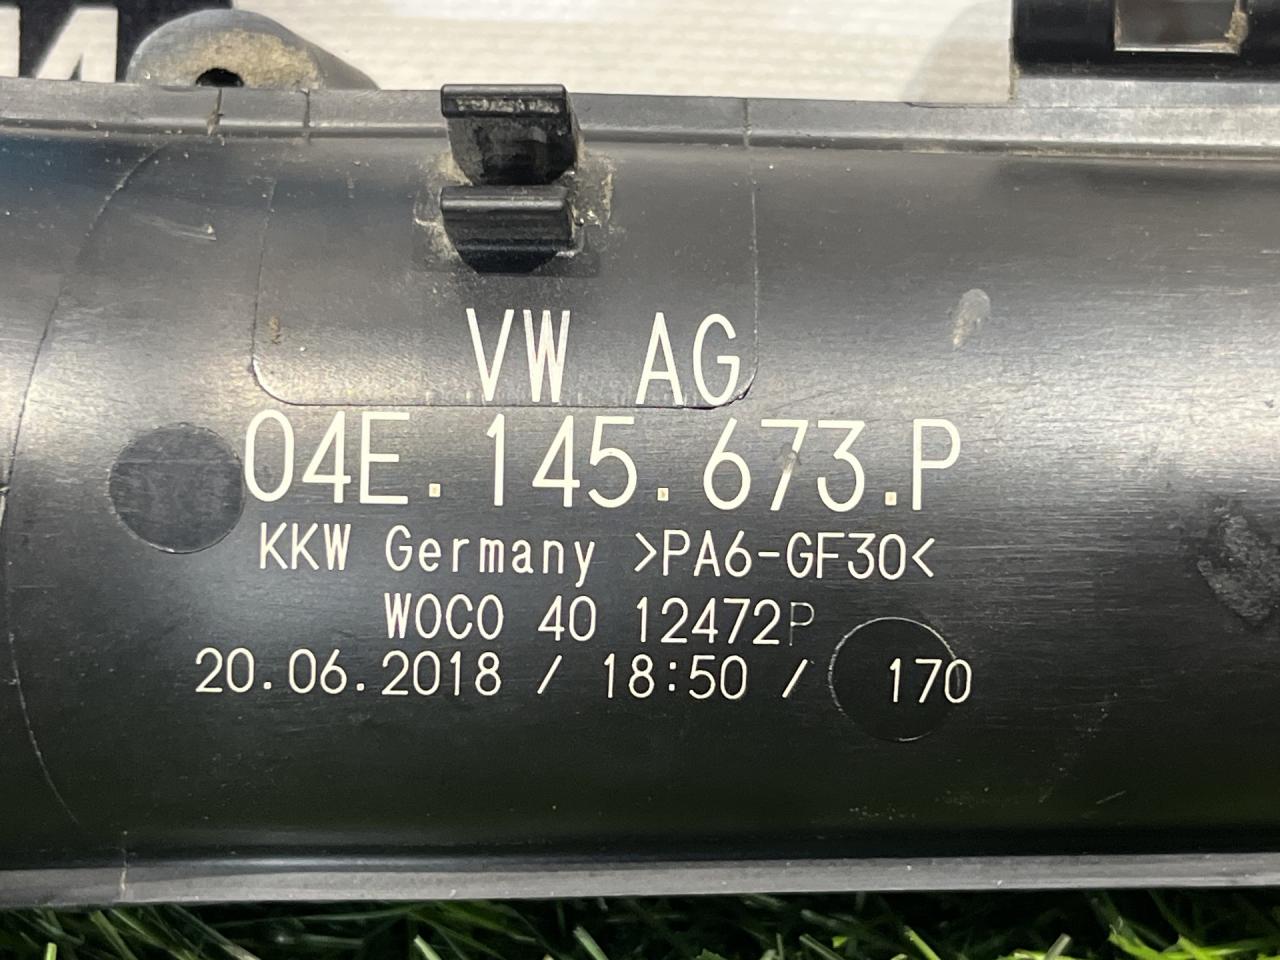 VW AG
04E.145.673.P
KKW Germany >PA6-GF30<
WOCO 40 12472P
20.06.2018 / 18:50 / 170